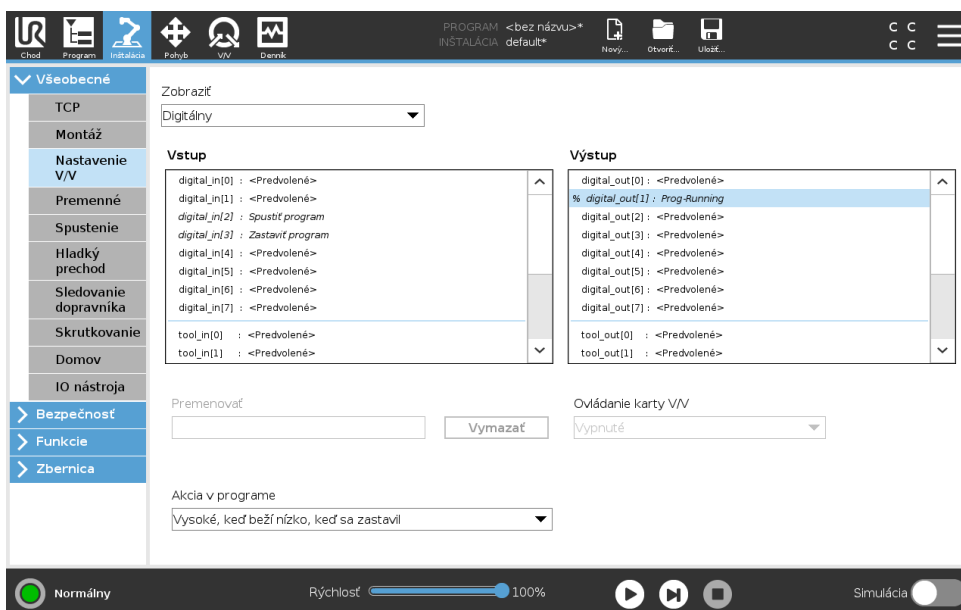 PROGRAM <bez názvu>*
INŠTALÁCIA default*
Chod Program Inštalácia Pohyb V/V Denník Nový... Otvoriť... Uložiť...
C C
C C
Všeobecné
TCP
Montáž
Nastavenie
V/V
Premenné
Spustenie
Hladký
prechod
Sledovanie
dopravníka
Skrutkovanie
Domov
IO nástroja
Bezpečnosť
Funkcie
Zbernica
Zobraziť
Digitálny
Vstup
digital_in[0] : <Predvolené>
digital_in[1] : <Predvolené>
digital_in[2] : Spustiť program
digital_in[3] : Zastaviť program
digital_in[4] : <Predvolené>
digital_in[5] : <Predvolené>
digital_in[6] : <Predvolené>
digital_in[7] : <Predvolené>
tool_in[0] : <Predvolené>
tool_in[1] : <Predvolené>
Výstup
digital_out[0] : <Predvolené>
% digital_out[1] : Prog-Running
digital_out[2] : <Predvolené>
digital_out[3] : <Predvolené>
digital_out[4] : <Predvolené>
digital_out[5] : <Predvolené>
digital_out[6] : <Predvolené>
digital_out[7] : <Predvolené>
tool_out[0] : <Predvolené>
tool_out[1] : <Predvolené>
Premenovať
Vymazať
Ovládanie karty V/V
Vypnuté
Akcia v programe
Vysoké, keď beží nízko, keď sa zastavil
Normálny
Rýchlosť 100%
Simulácia